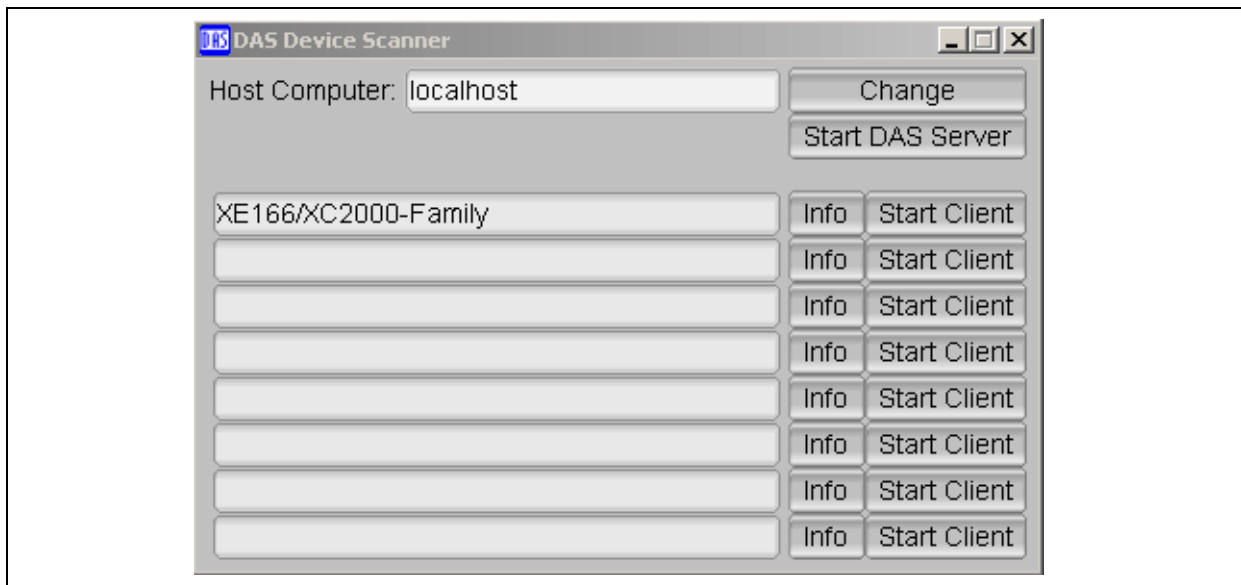 DAS DAS Device Scanner
Host Computer: localhost Change
Start DAS Server
XE166/XC2000-Family Info Start Client
Info Start Client
Info Start Client
Info Start Client
Info Start Client
Info Start Client
Info Start Client
Info Start Client